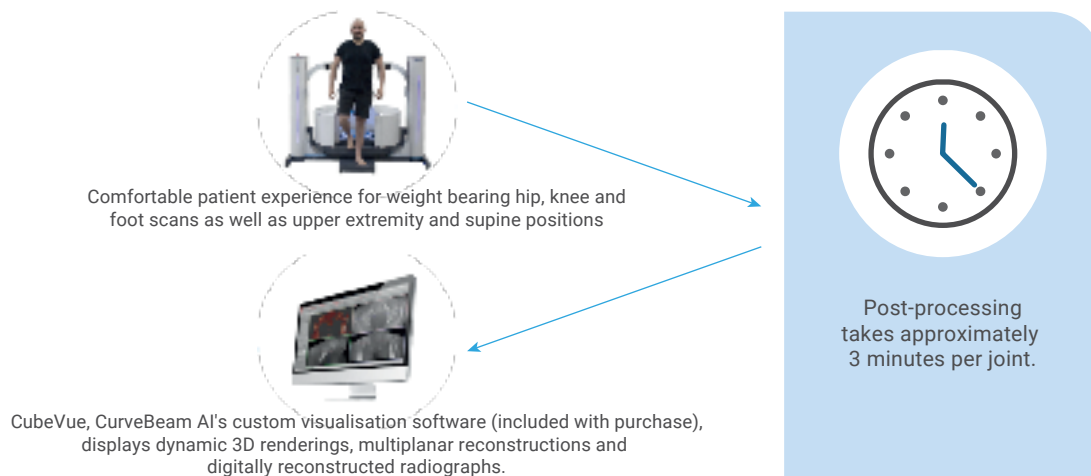 Comfortable patient experience for weight bearing hip, knee and
foot scans as well as upper extremity and supine positions
CubeVue, CurveBeam AI's custom visualisation software (included with purchase),
displays dynamic 3D renderings, multiplanar reconstructions and
digitally reconstructed radiographs.
Post-processing
takes approximately
3 minutes per joint.